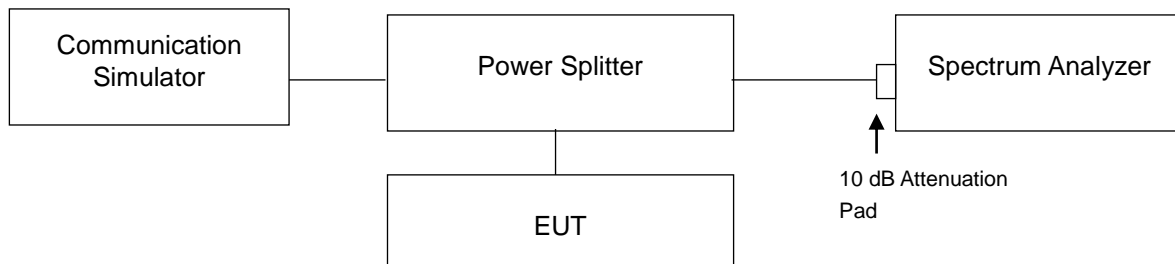 Communication
Simulator
Power Splitter
Spectrum Analyzer
10 dB Attenuation
Pad
EUT